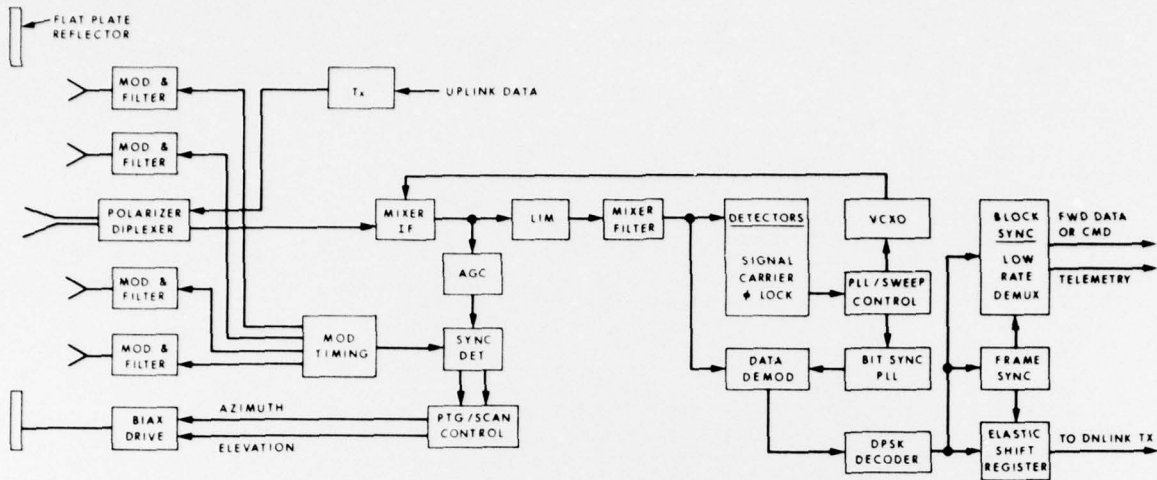 FLAT PLATE
REFLECTOR
MOD &
FILTER
Tx
UPLINK DATA
MOD &
FILTER
POLARIZER
DIPLEXER
MIXER
IF
LIM
MIXER
FILTER
DETECTORS
SIGNAL
CARRIER
ϕ LOCK
VCXO
BLOCK
SYNC
LOW
RATE
DEMUX
FWD DATA
OR CMD
TELEMETRY
AGC
PLL/SWEEP
CONTROL
MOD &
FILTER
MOD
TIMING
SYNC
DET
MOD &
FILTER
DATA
DEMOD
BIT SYNC
PLL
FRAME
SYNC
BIAX
DRIVE
AZIMUTH
ELEVATION
PTG/SCAN
CONTROL
DPSK
DECODER
ELASTIC
SHIFT
REGISTER
TO DNLINK TX